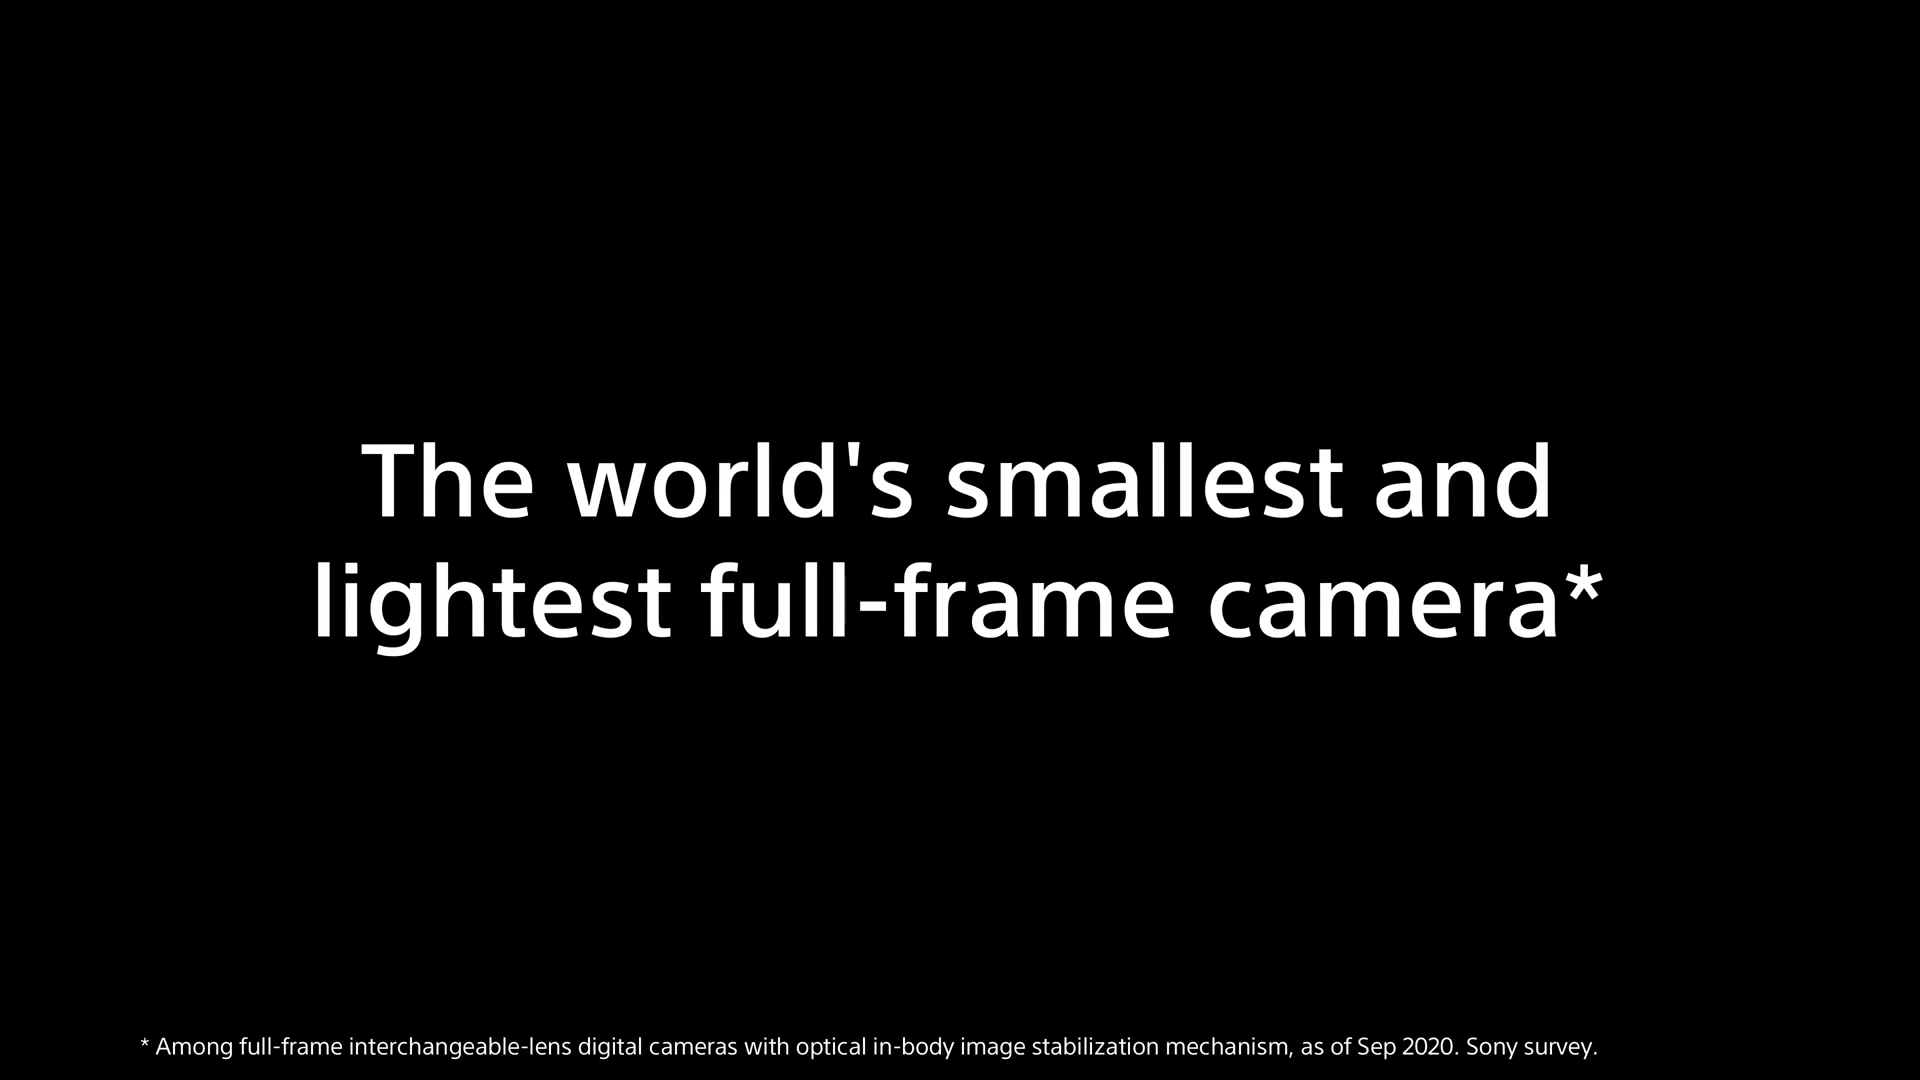 The world's smallest and
lightest full-frame camera*
* Among full-frame interchangeable-lens digital cameras with optical in-body image stabilization mechanism, as of Sep 2020. Sony survey.